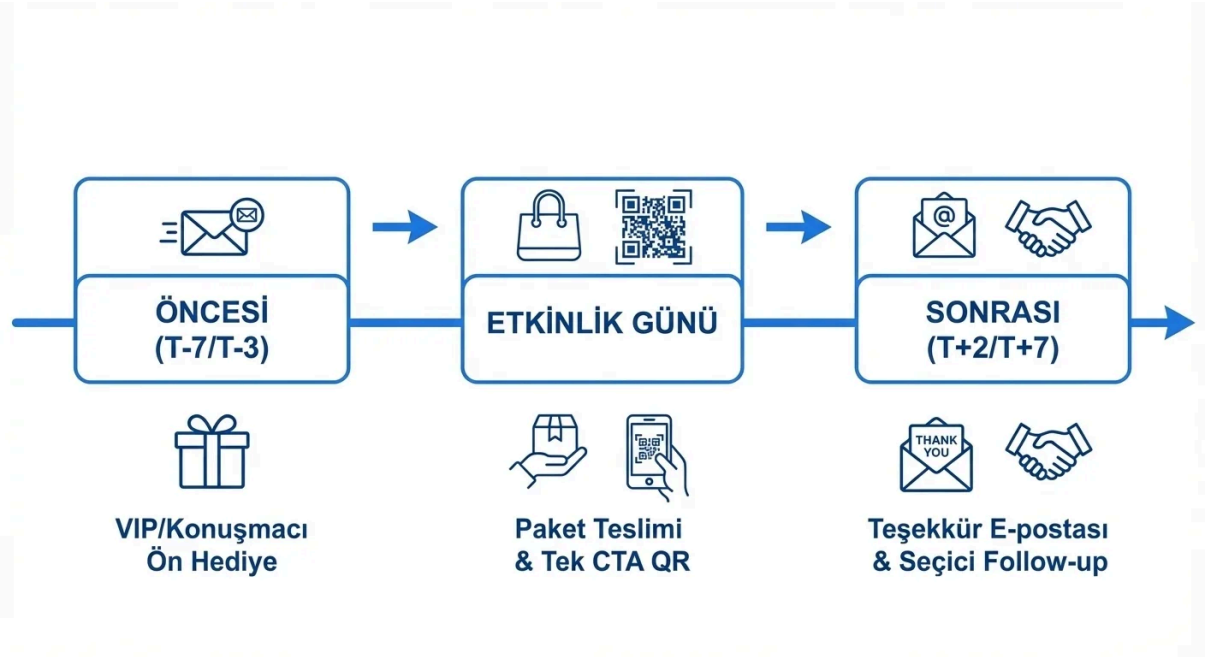 @
ÖNCESİ
(T-7/T-3)
ETKİNLİK GÜNÜ
SONRASI
(T+2/T+7)
THANK
YOU
VIP/Konuşmacı
Ön Hediye
Paket Teslimi
& Tek CTA QR
Teşekkür E-postası
& Seçici Follow-up